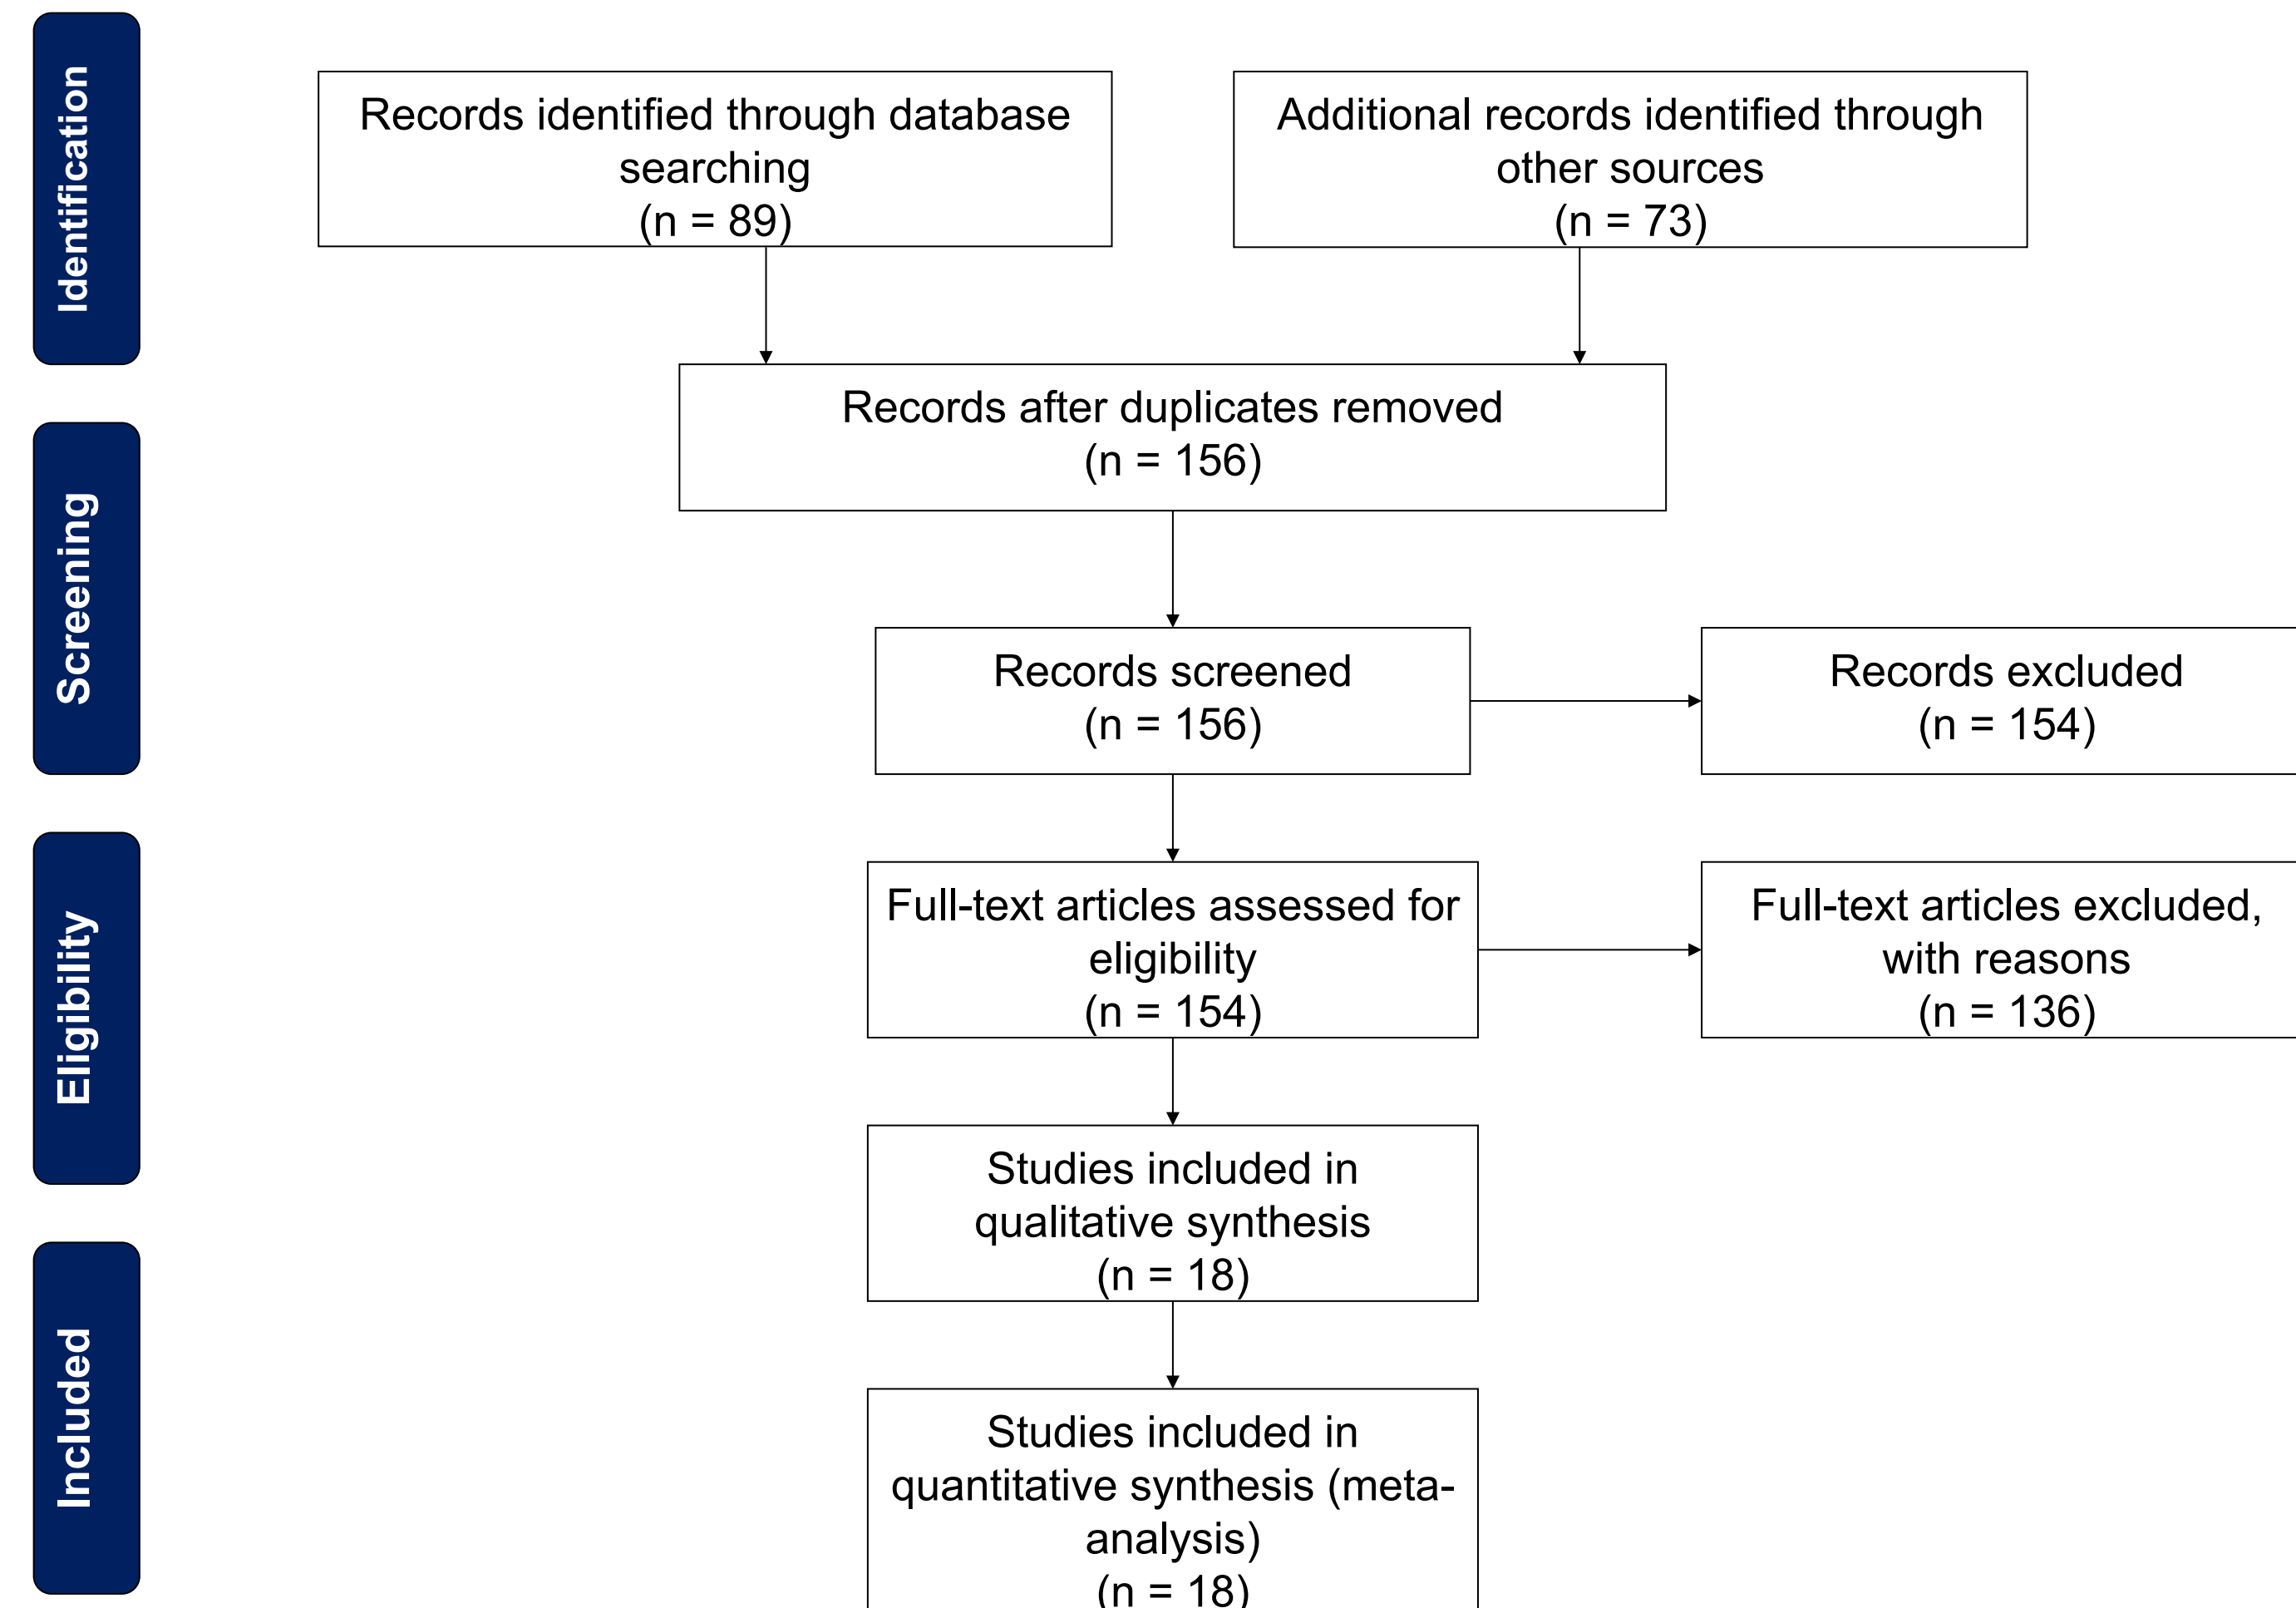 Identification
Records identified through database
searching
(n = 89)
Additional records identified through
other sources
(n = 73)
Records after duplicates removed
(n = 156)
Screening
Records screened
(n = 156)
Records excluded
(n = 154)
Eligibility
Full-text articles assessed for
eligibility
(n = 154)
Full-text articles excluded,
with reasons
(n = 136)
Studies included in
qualitative synthesis
(n = 18)
Included
Studies included in
quantitative synthesis (meta-
analysis)
(n = 18)